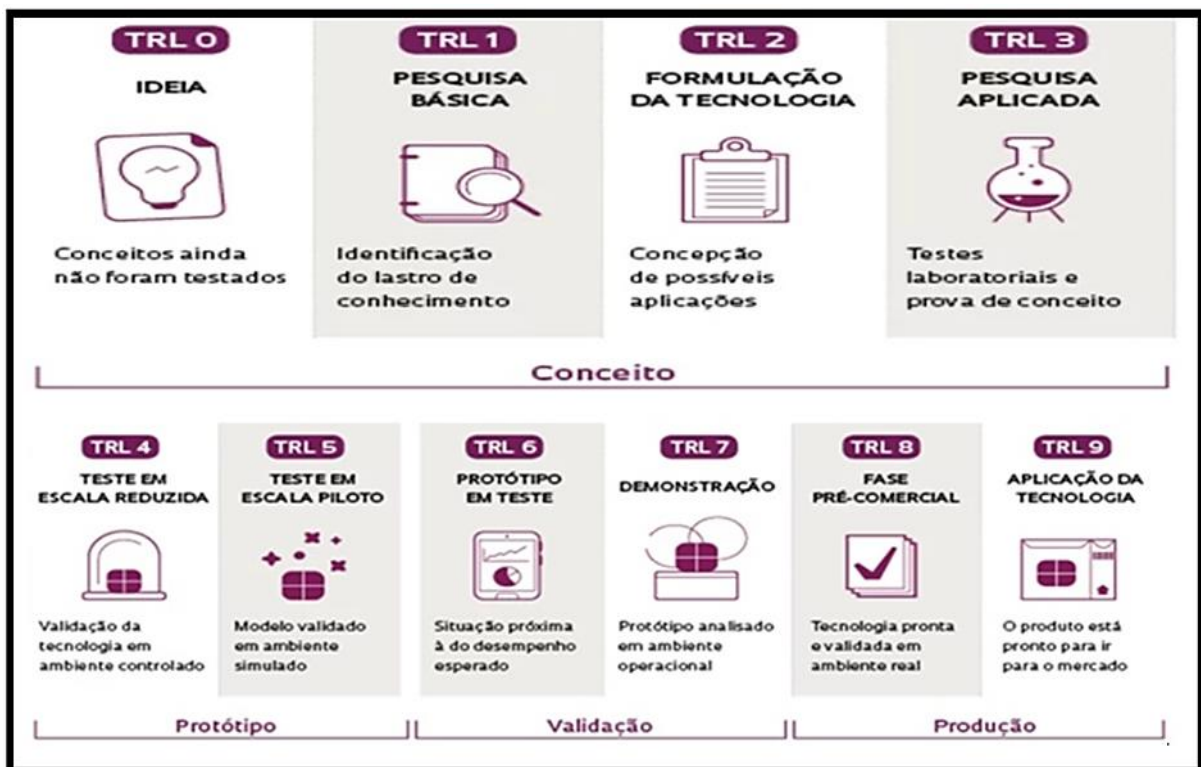 TRL 0
IDEIA
Conceitos ainda
não foram testados
TRL 1
PESQUISA
BÁSICA
Identificação
do lastro de
conhecimento
TRL 2
FORMULAÇÃO
DA TECNOLOGIA
Concepção
de possíveis
aplicações
TRL 3
PESQUISA
APLICADA
Testes
laboratoriais e
prova de conceito
Conceito
TRL 4
TESTE EM
ESCALA REDUZIDA
Validação da
tecnologia em
ambiente controlado
TRL 5
TESTE EM
ESCALA PILOTO
Modelo validado
em ambiente
simulado
TRL 6
PROTÓTIPO
EM TESTE
Situação próxima
à do desempenho
esperado
TRL 7
DEMONSTRAÇÃO
Protótipo analisado
em ambiente
operacional
TRL 8
FASE
PRÉ-COMERCIAL
Tecnologia pronta
e validada em
ambiente real
TRL 9
APLICAÇÃO DA
TECNOLOGIA
O produto está
pronto para ir
para o mercado
Protótipo
Validação
Produção